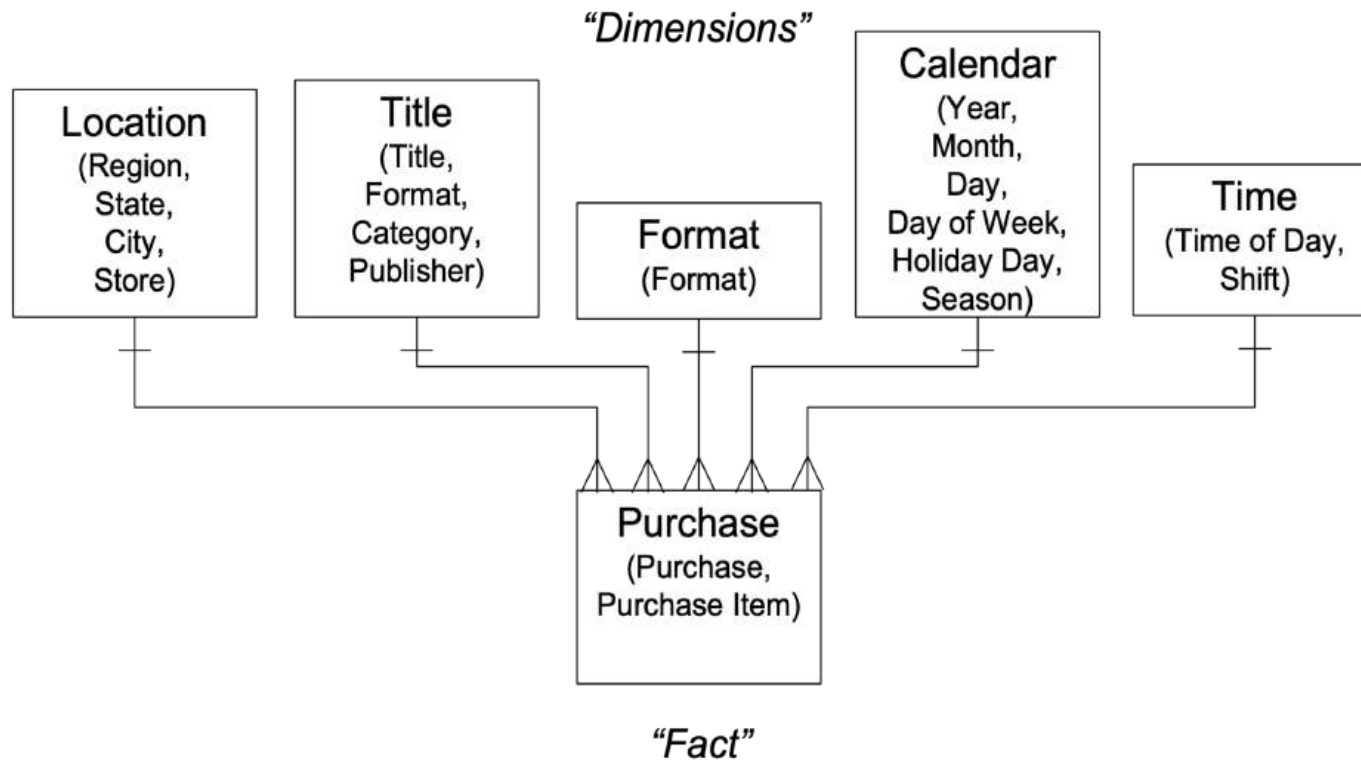 “Dimensions”
Location
(Region,
State,
City,
Store)
Title
(Title,
Format,
Category,
Publisher)
Format
(Format)
Calendar
(Year,
Month,
Day,
Day of Week,
Holiday Day,
Season)
Time
(Time of Day,
Shift)
Purchase
(Purchase,
Purchase Item)
“Fact”